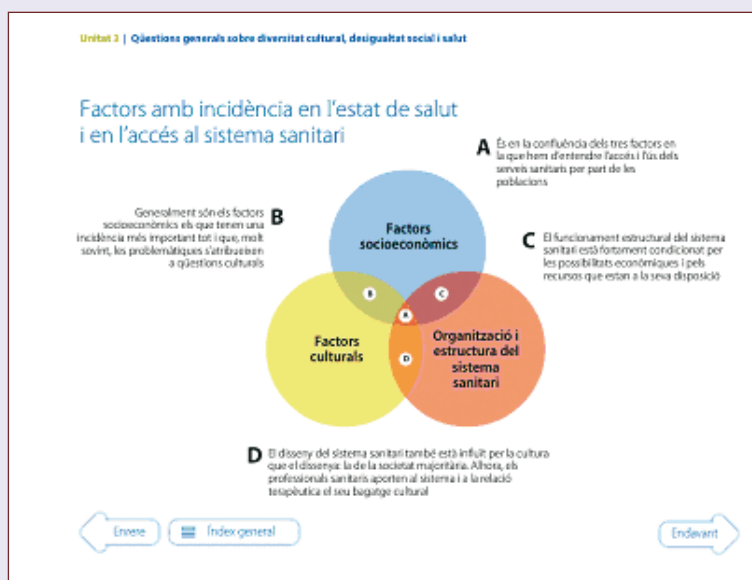 Unitat 3 | Qüestions generals sobre diversitat cultural, desigualtat social i salut
Factors amb incidència en l'estat de salut
i en l'accés al sistema sanitari
A És en la confluència dels tres factors en
la que hem d'entendre l'accés i l'ús dels
serveis sanitaris per part de les
poblacions
Generalment són els factors B
socioeconòmics els que tenen una
incidència més important tot i que, molt
sovint, les problemàtiques s'atribueixen
a qüestions culturals
C El funcionament estructural del sistema
sanitari està fortament condicionat per
les possibilitats econòmiques i pels
recursos que estan a la seva disposició
Factors
socioeconòmics
B
C
A
D
Factors
culturals
Organització i
estructura del
sistema
sanitari
D El disseny del sistema sanitari també està influït per la cultura
que el dissenya: la de la societat majoritària. Alhora, els
professionals sanitaris aporten al sistema i a la relació
terapèutica el seu bagatge cultural
Enrere
Índex general
Endavant